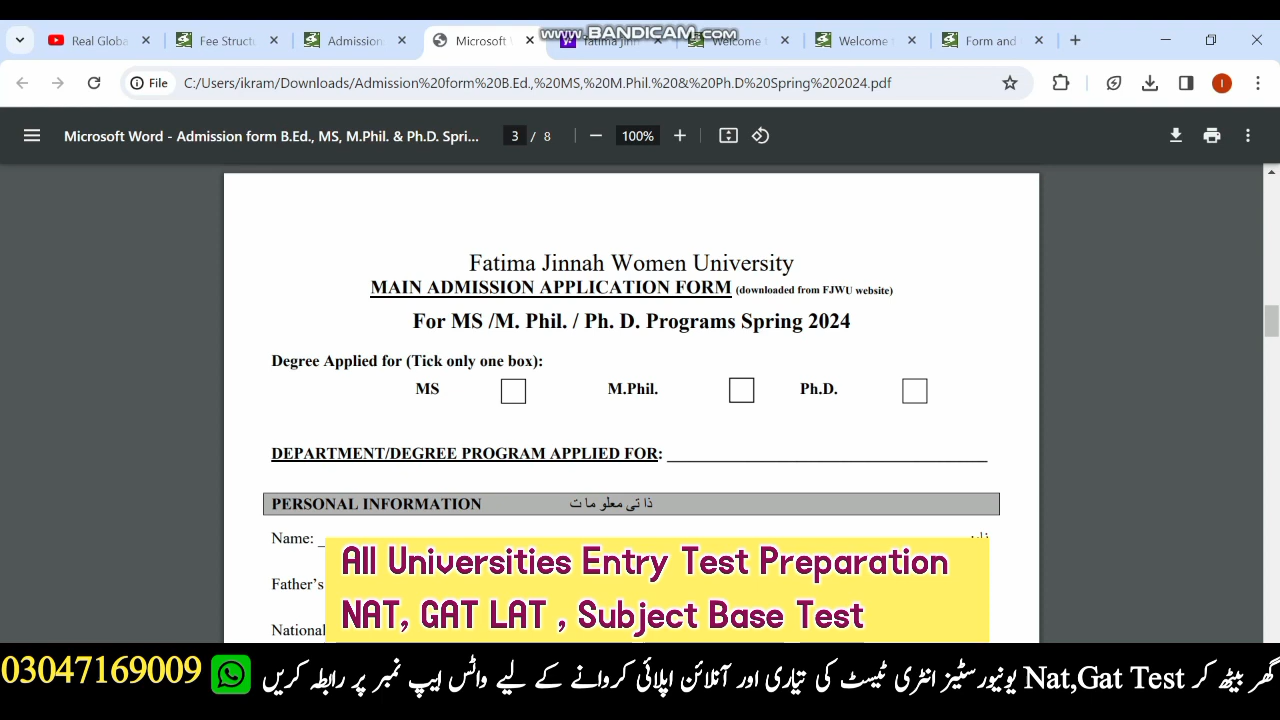 www.BANDICAM.com
Real Globa
Fee Struct
Admission
Microsoft
Welcome
Welcome
Form and
File
C:/Users/ikram/Downloads/Admission%20form%20B.Ed.,%20MS,%20M.Phil.%20&%20Ph.D%20Spring%202024.pdf
I
Microsoft Word - Admission form B.Ed., MS, M.Phil. & Ph.D. Spri...
3 / 8
100%
Fatima Jinnah Women University
MAIN ADMISSION APPLICATION FORM (downloaded from FJWU website)
For MS /M. Phil. / Ph. D. Programs Spring 2024
Degree Applied for (Tick only one box):
MS M.Phil. Ph.D.
DEPARTMENT/DEGREE PROGRAM APPLIED FOR:
PERSONAL INFORMATION ذا تی معلو ما ت
Name:
Father’s
National
All Universities Entry Test Preparation
NAT, GAT LAT , Subject Base Test
03047169009
گھر بیٹھ کر Nat,Gat Test یونیورسٹیز انٹری ٹیسٹ کی تیاری اور آنلائن اپلائی کروانے کے لیے واٹس ایپ نمبر پر رابطہ کریں